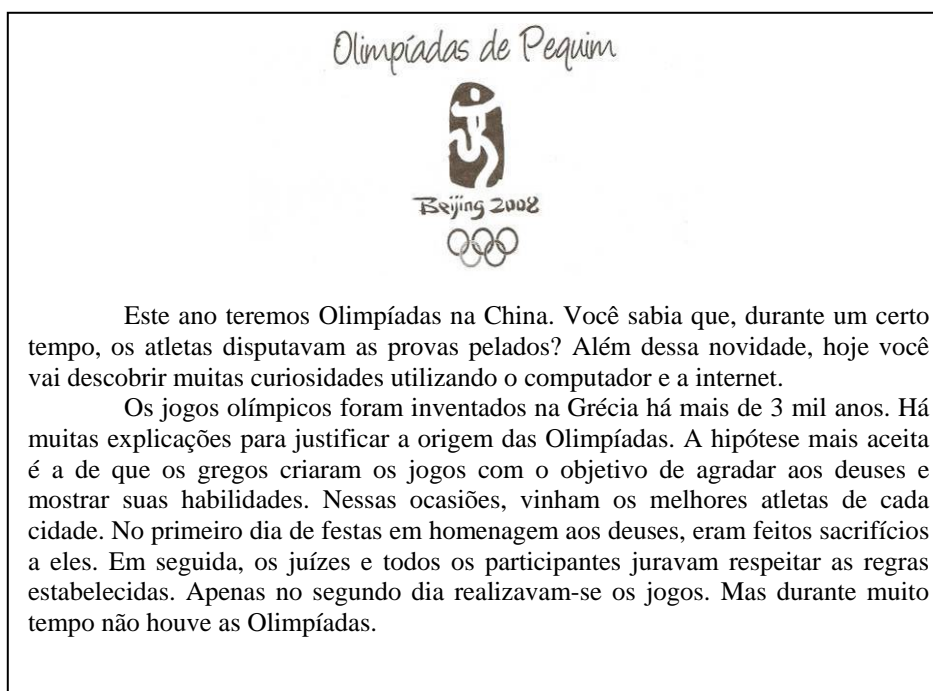 Olimpíadas de Pequim
Beijing 2008
Este ano teremos Olimpíadas na China. Você sabia que, durante um certo
tempo, os atletas disputavam as provas pelados? Além dessa novidade, hoje você
vai descobrir muitas curiosidades utilizando o computador e a internet.
Os jogos olímpicos foram inventados na Grécia há mais de 3 mil anos. Há
muitas explicações para justificar a origem das Olimpíadas. A hipótese mais aceita
é a de que os gregos criaram os jogos com o objetivo de agradar aos deuses e
mostrar suas habilidades. Nessas ocasiões, vinham os melhores atletas de cada
cidade. No primeiro dia de festas em homenagem aos deuses, eram feitos sacrifícios
a eles. Em seguida, os juízes e todos os participantes juravam respeitar as regras
estabelecidas. Apenas no segundo dia realizavam-se os jogos. Mas durante muito
tempo não houve as Olimpíadas.